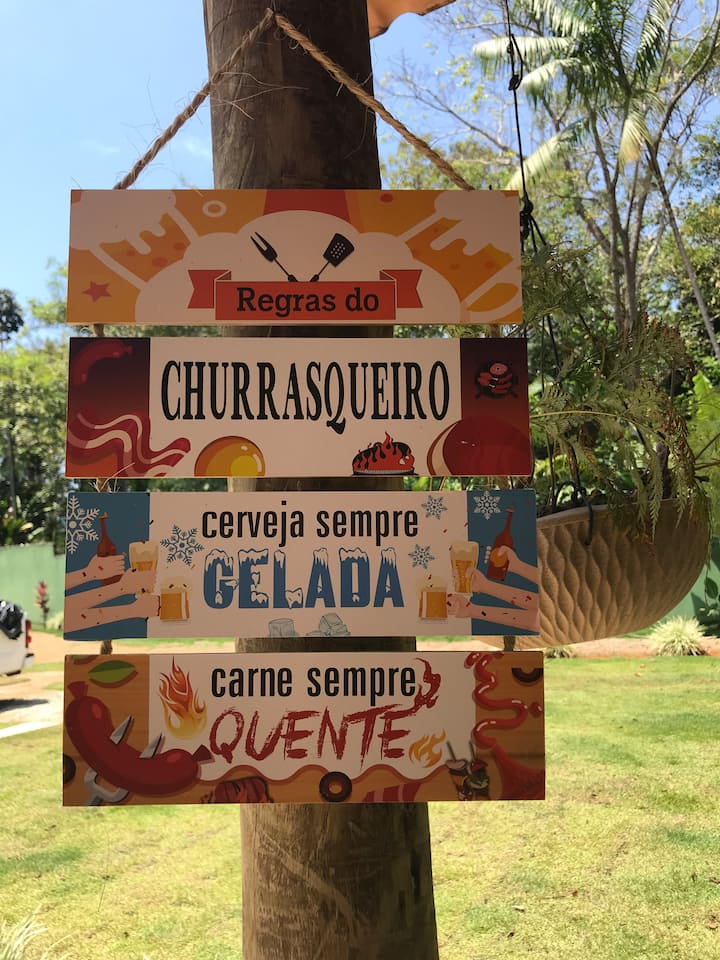 Regras do
CHURRASQUEIRO
cerveja sempre
GELADA
carne sempre
QUENTE